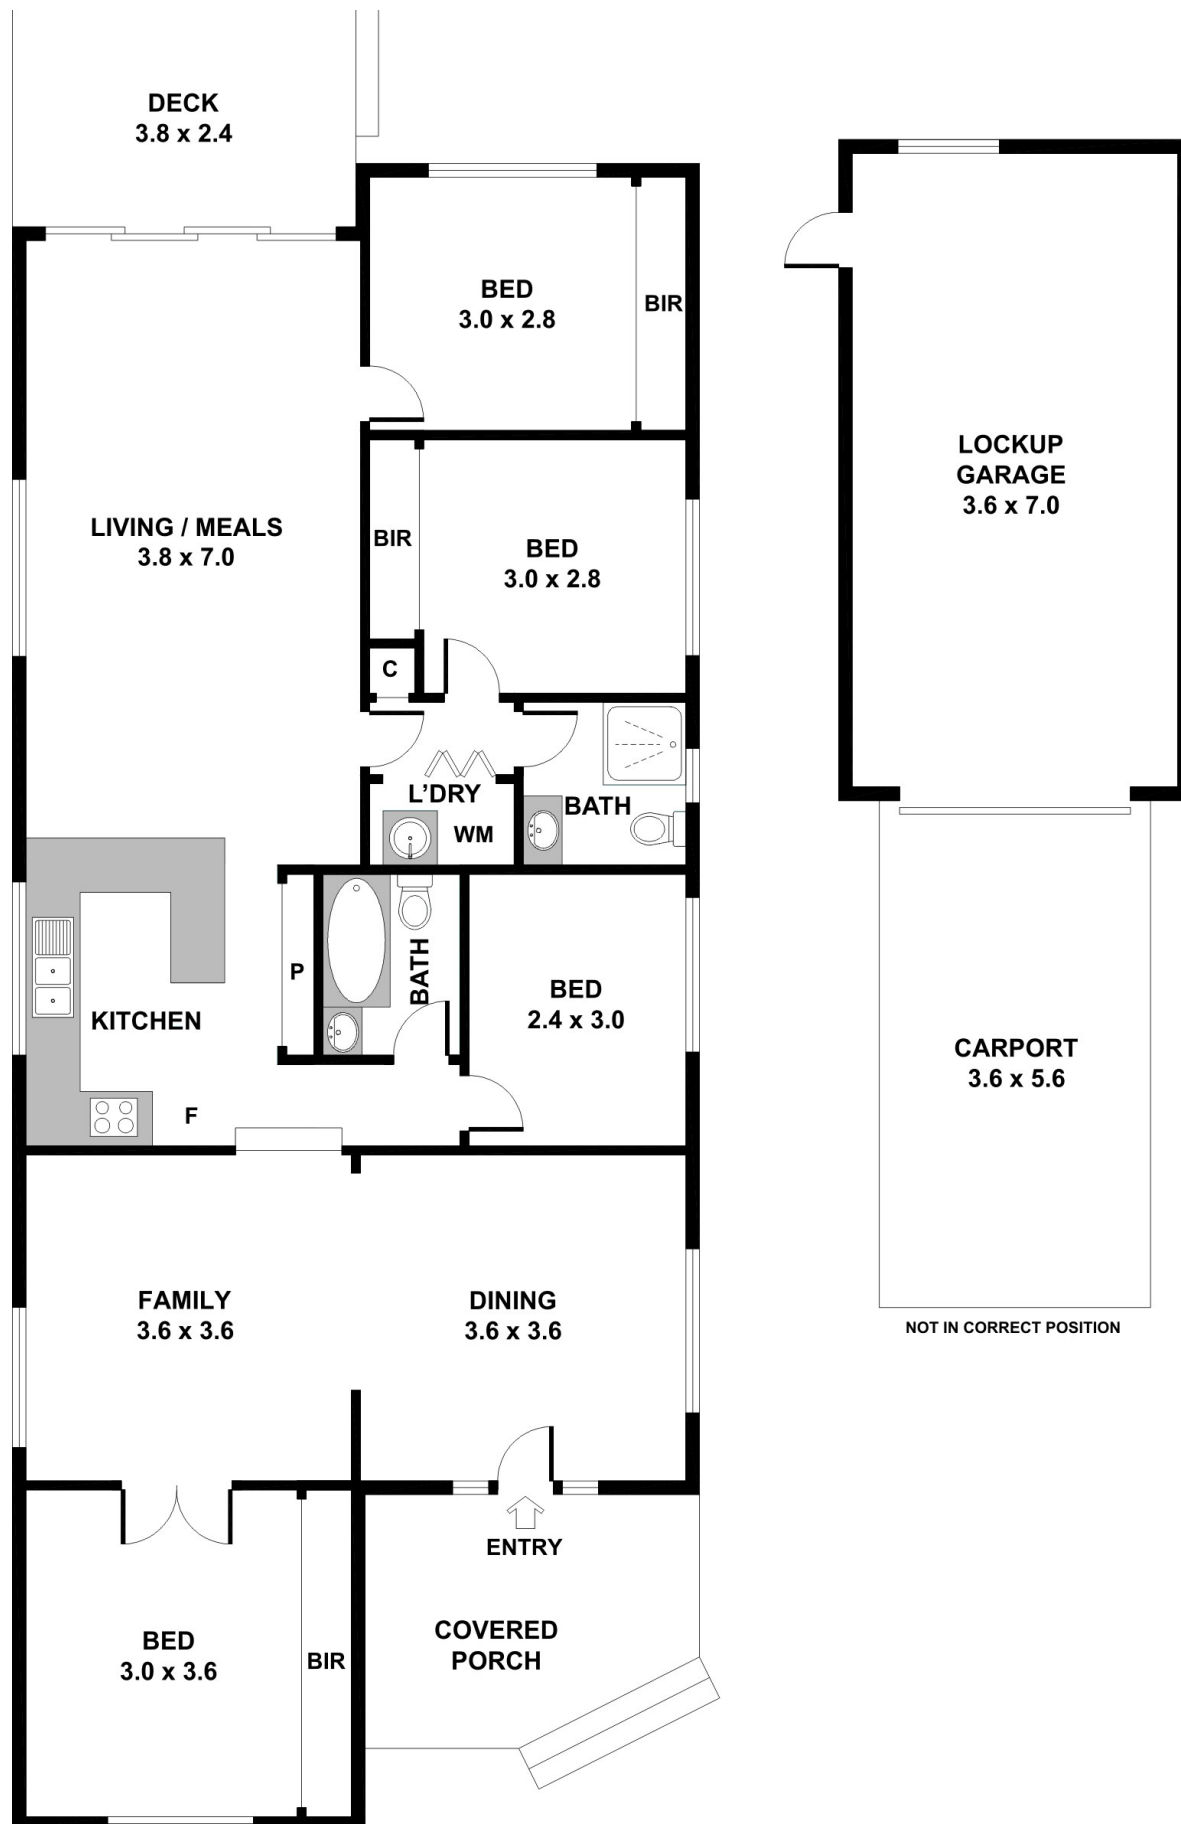 DECK
3.8 x 2.4
BED
3.0 x 2.8
BIR
LOCKUP
GARAGE
3.6 x 7.0
LIVING / MEALS
3.8 x 7.0
BIR
BED
3.0 x 2.8
C
L'DRY
WM
BATH
P
BATH
BED
2.4 x 3.0
KITCHEN
F
CARPORT
3.6 x 5.6
NOT IN CORRECT POSITION
FAMILY
3.6 x 3.6
DINING
3.6 x 3.6
ENTRY
COVERED
PORCH
BED
3.0 x 3.6
BIR